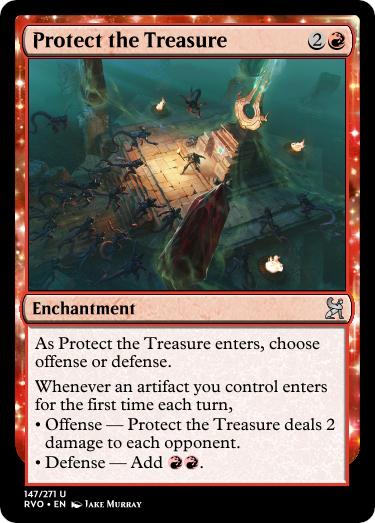 Protect the Treasure 2
Enchantment
As Protect the Treasure enters, choose
offense or defense.
Whenever an artifact you control enters
for the first time each turn,
• Offense — Protect the Treasure deals 2
damage to each opponent.
• Defense — Add .
147/271 U
RVO • EN Jake Murray